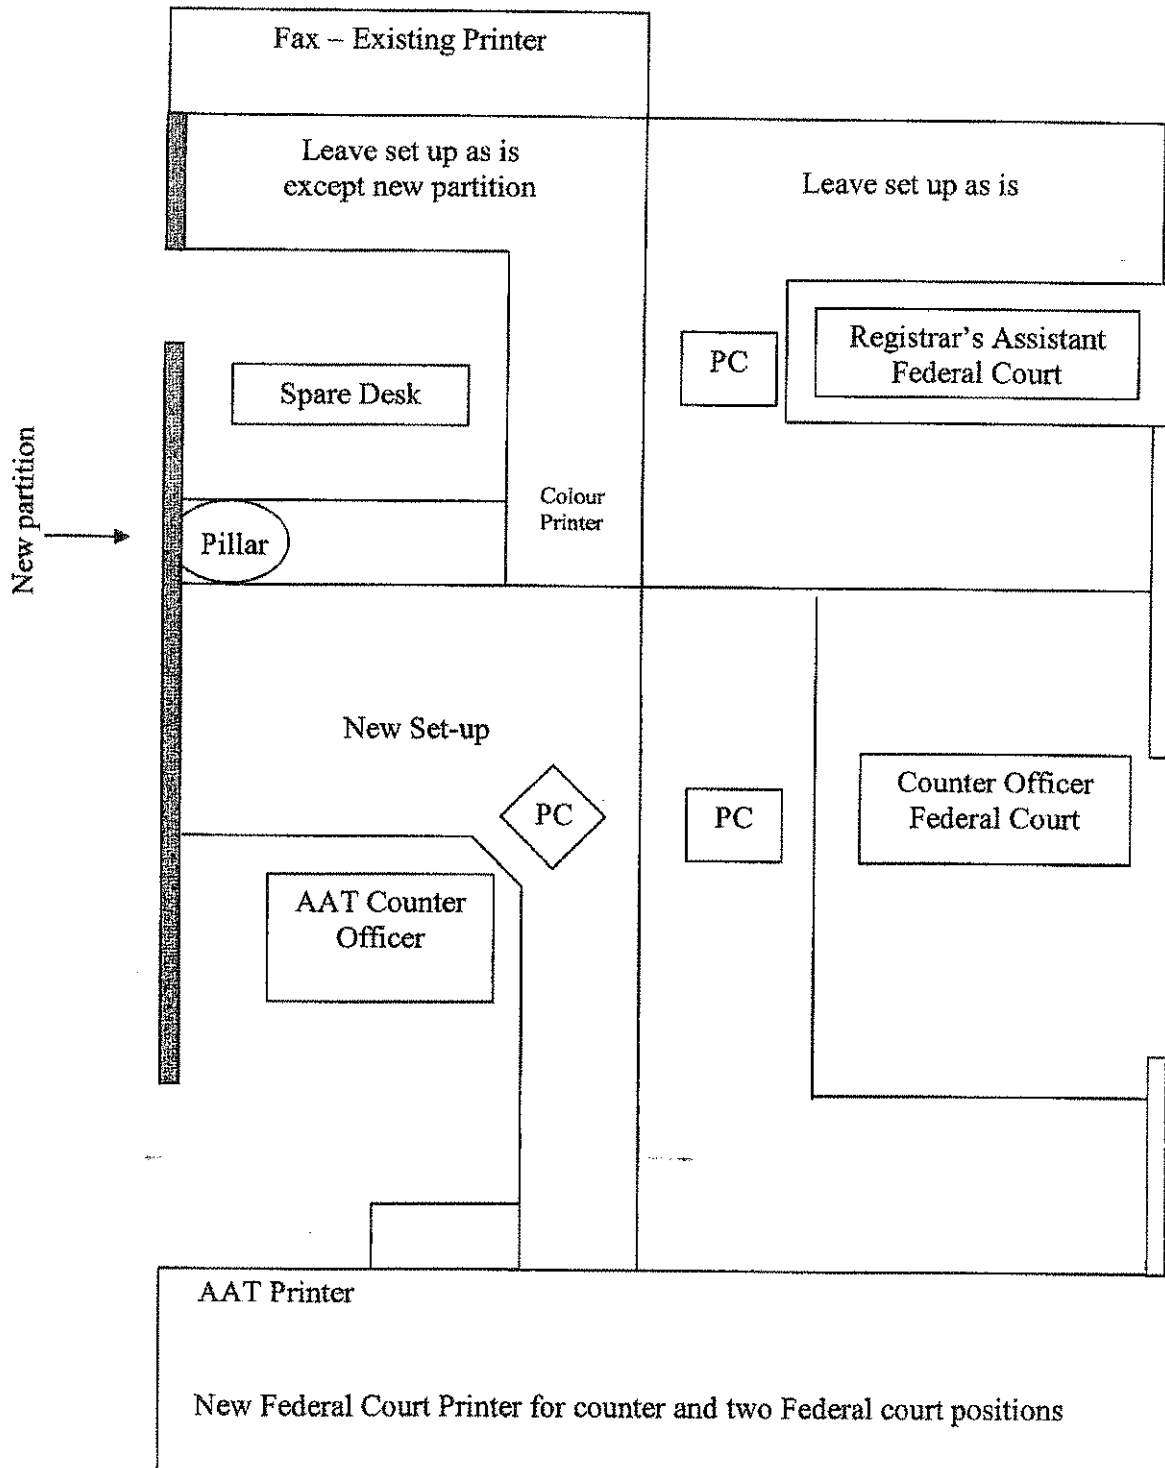 Fax – Existing Printer
Leave set up as is
except new partition
Leave set up as is
Registrar's Assistant
Federal Court
PC
Spare Desk
New partition
Colour
Printer
Pillar
New Set-up
PC
PC
Counter Officer
Federal Court
AAT Counter
Officer
AAT Printer
New Federal Court Printer for counter and two Federal court positions